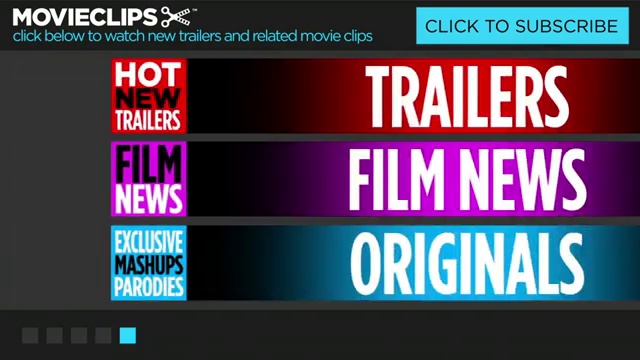 MOVIECLIPS™
click below to watch new trailers and related movie clips
CLICK TO SUBSCRIBE
HOT
NEW
TRAILERS
TRAILERS
FILM
NEWS
FILM NEWS
EXCLUSIVE
MASHUPS
PARODIES
ORIGINALS